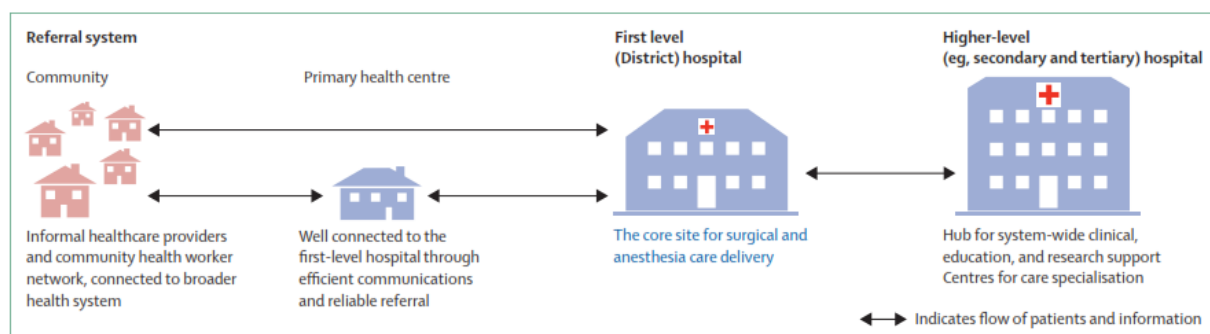 Referral system
Community
Primary health centre
First level
(District) hospital
Higher-level
(eg, secondary and tertiary) hospital
Informal healthcare providers
and community health worker
network, connected to broader
health system
Well connected to the
first-level hospital through
efficient communications
and reliable referral
The core site for surgical and
anesthesia care delivery
Hub for system-wide clinical,
education, and research support
Centres for care specialisation
Indicates flow of patients and information